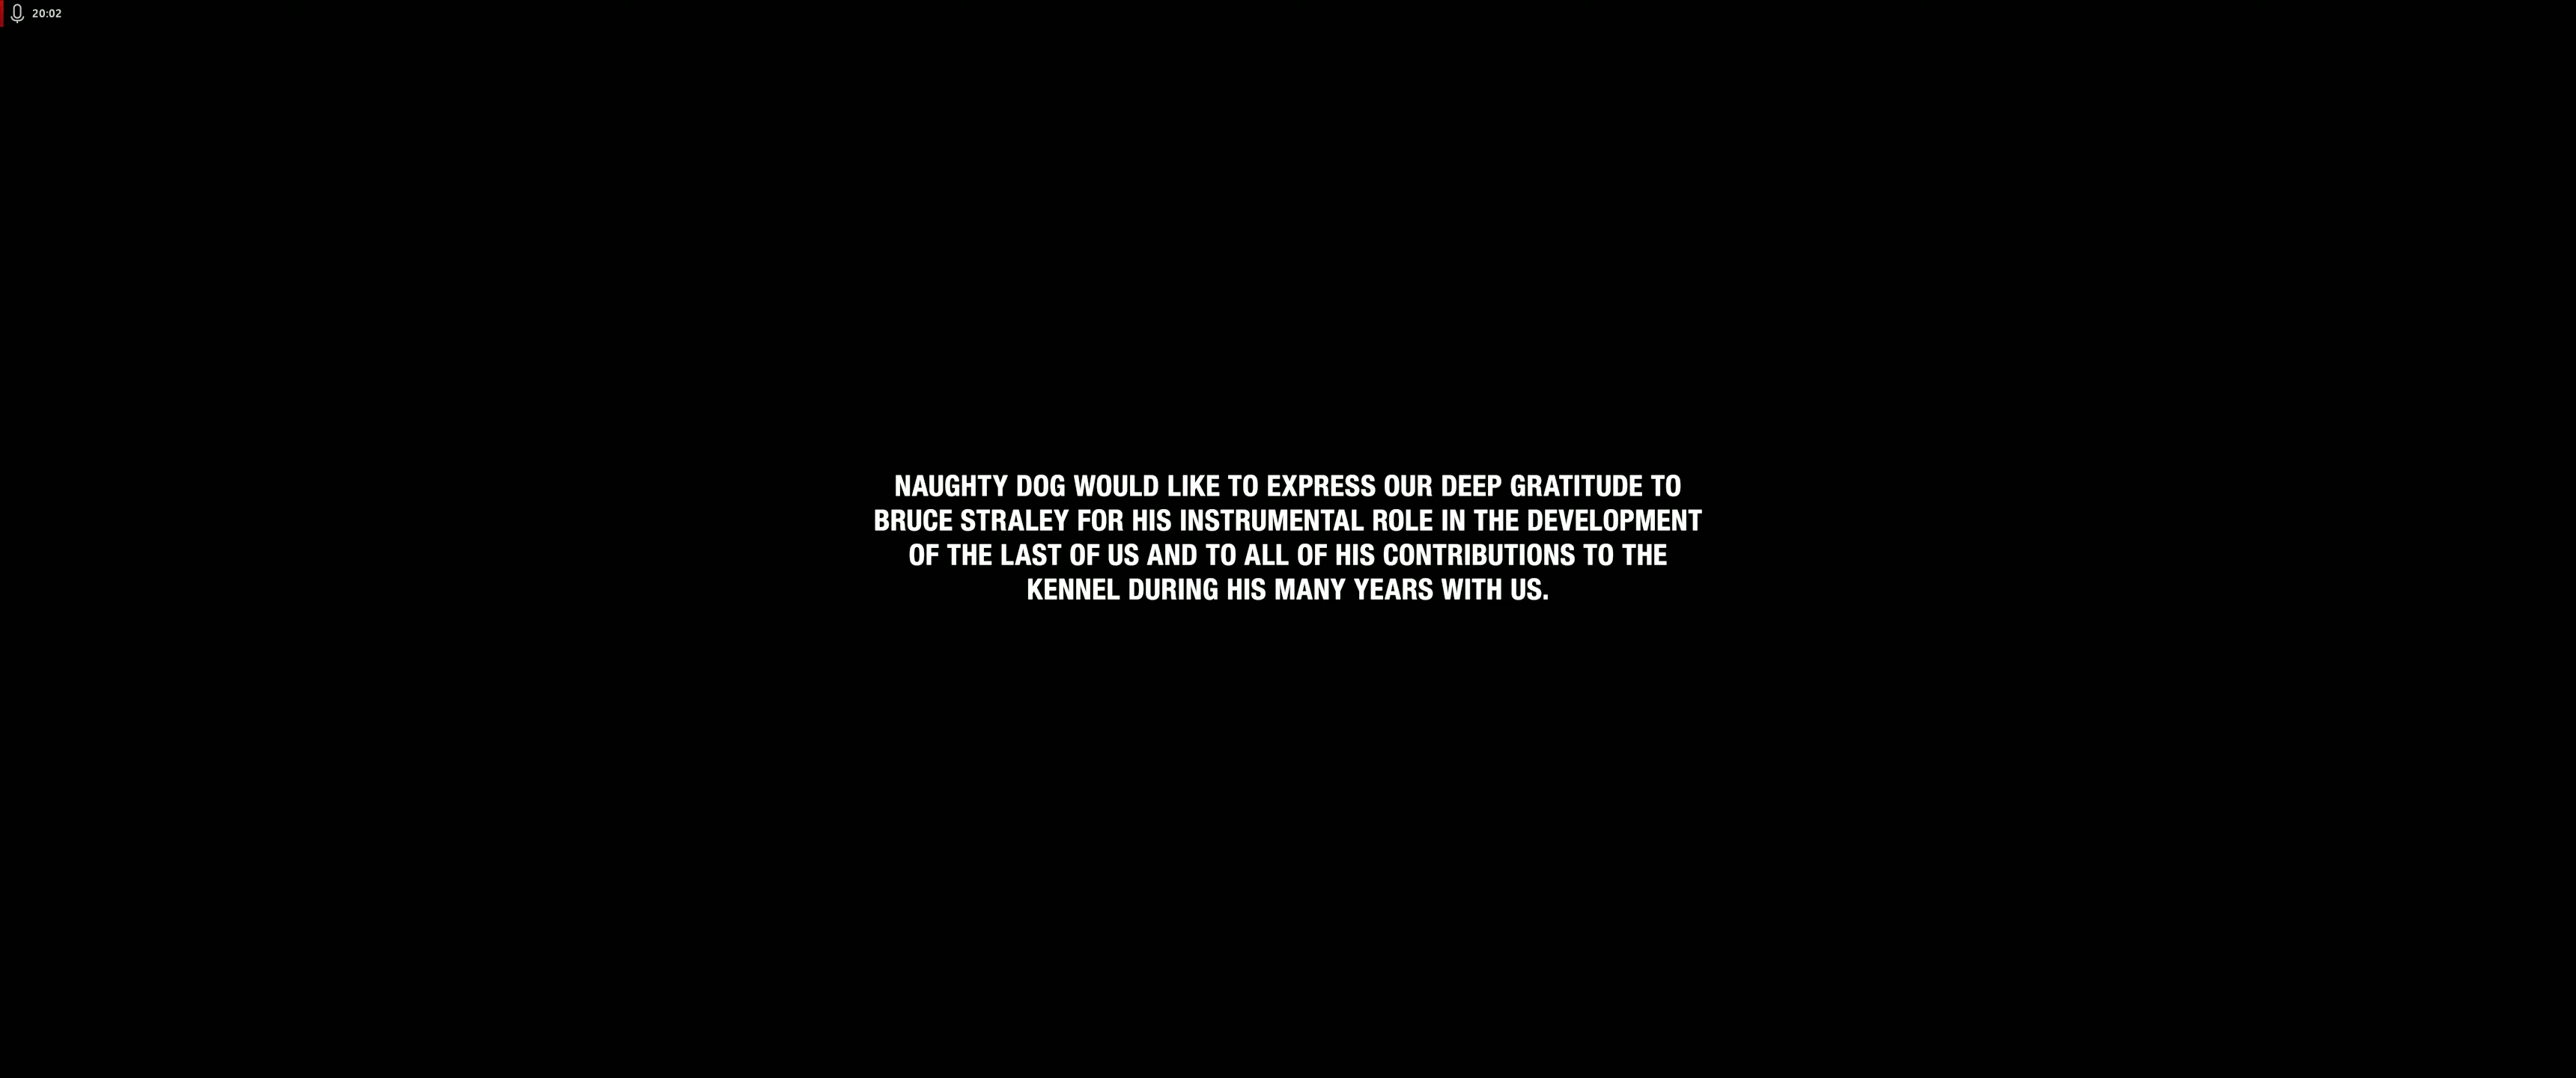 20:02
NAUGHTY DOG WOULD LIKE TO EXPRESS OUR DEEP GRATITUDE TO
BRUCE STRALEY FOR HIS INSTRUMENTAL ROLE IN THE DEVELOPMENT
OF THE LAST OF US AND TO ALL OF HIS CONTRIBUTIONS TO THE
KENNEL DURING HIS MANY YEARS WITH US.